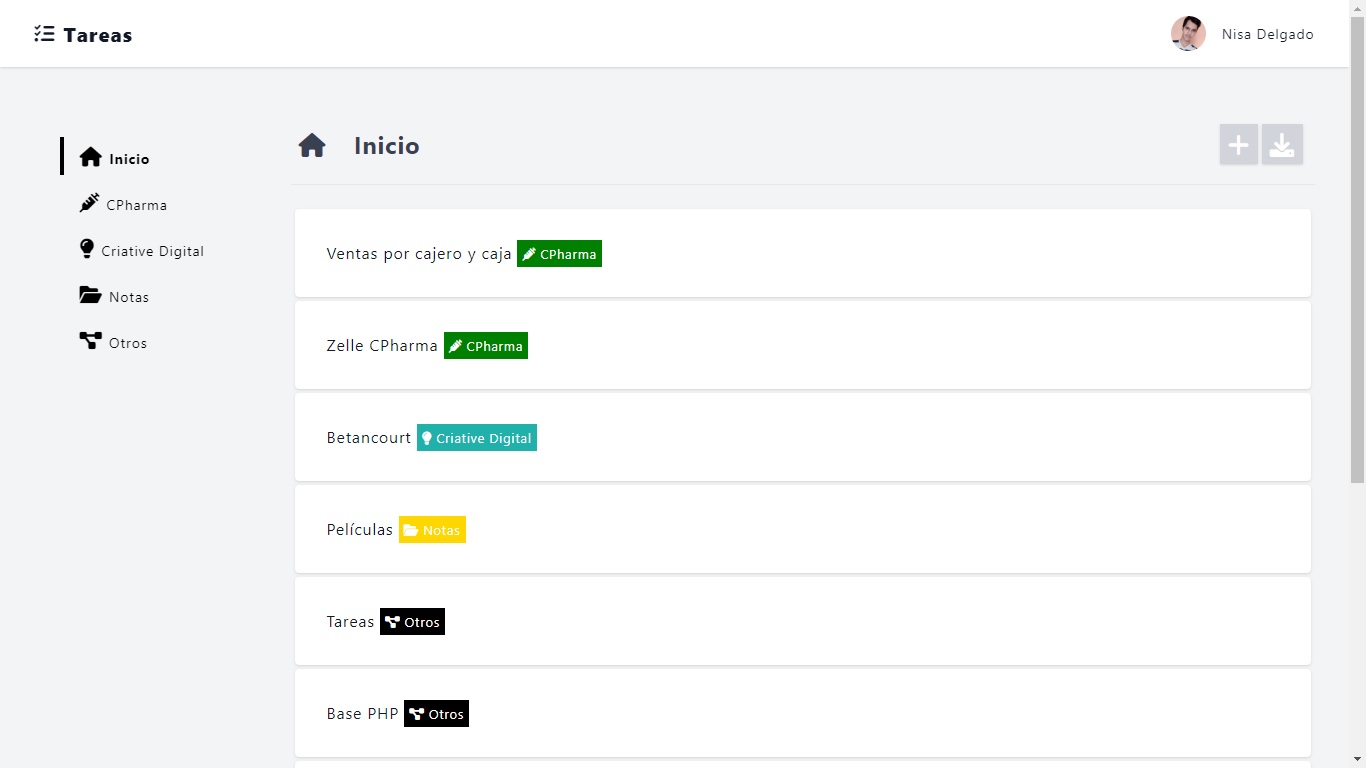 Tareas
Nisa Delgado
Inicio
CPharma
Criative Digital
Notas
Otros
Inicio
Ventas por cajero y caja CPharma
Zelle CPharma CPharma
Betancourt Criative Digital
Películas Notas
Tareas Otros
Base PHP Otros